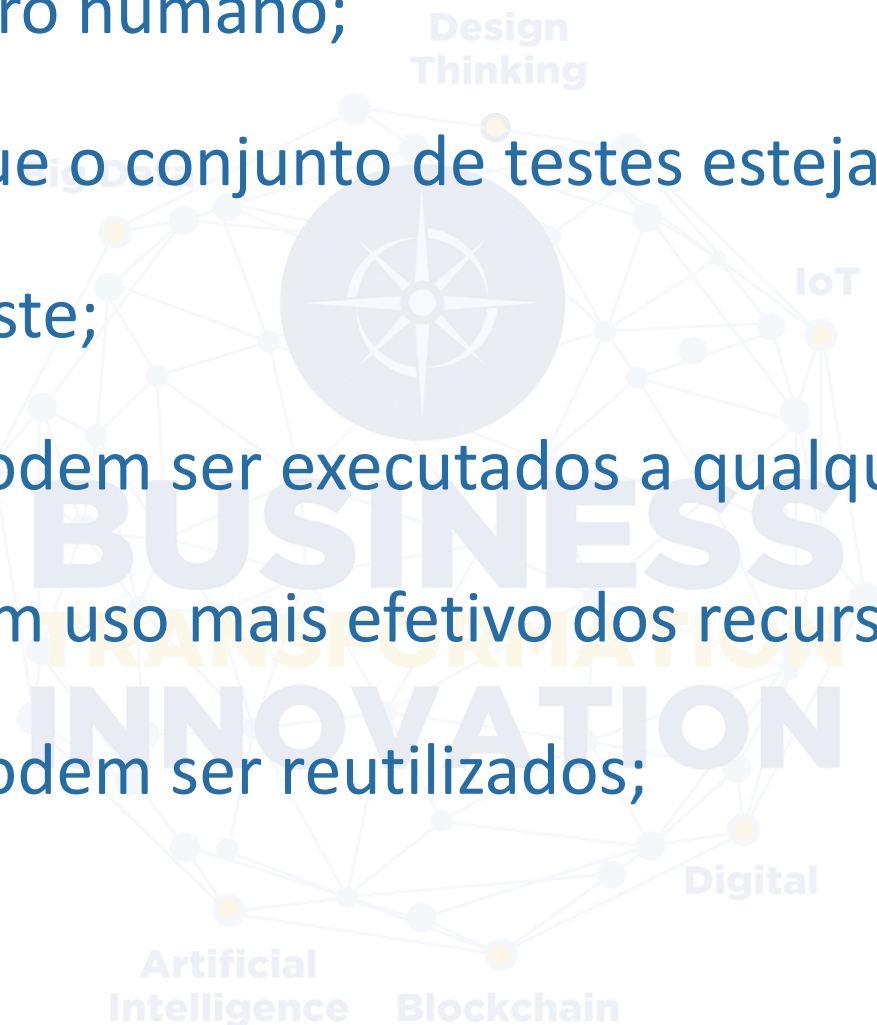 Design
ro humano;
Thinking
ue o conjunto de testes esteja
IoT
ste;
odem ser executados a qualqu
BUSINESS
m uso mais efetivo dos recurs
TRANSFORMATION
INNOVATION
odem ser reutilizados;
Digital
Artificial
Intelligence Blockchain